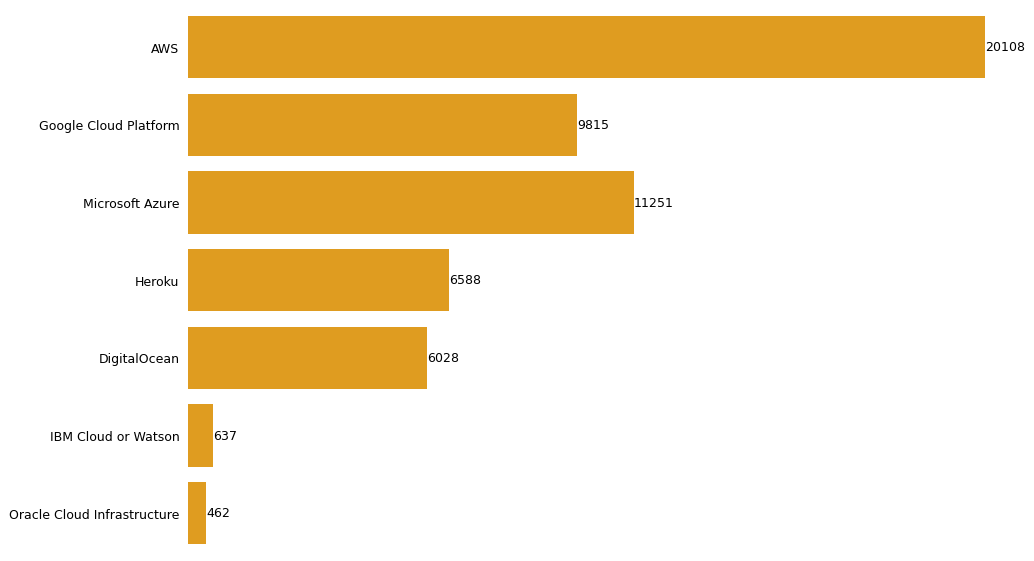 AWS 20108
Google Cloud Platform 9815
Microsoft Azure 11251
Heroku 6588
DigitalOcean 6028
IBM Cloud or Watson 637
Oracle Cloud Infrastructure 462